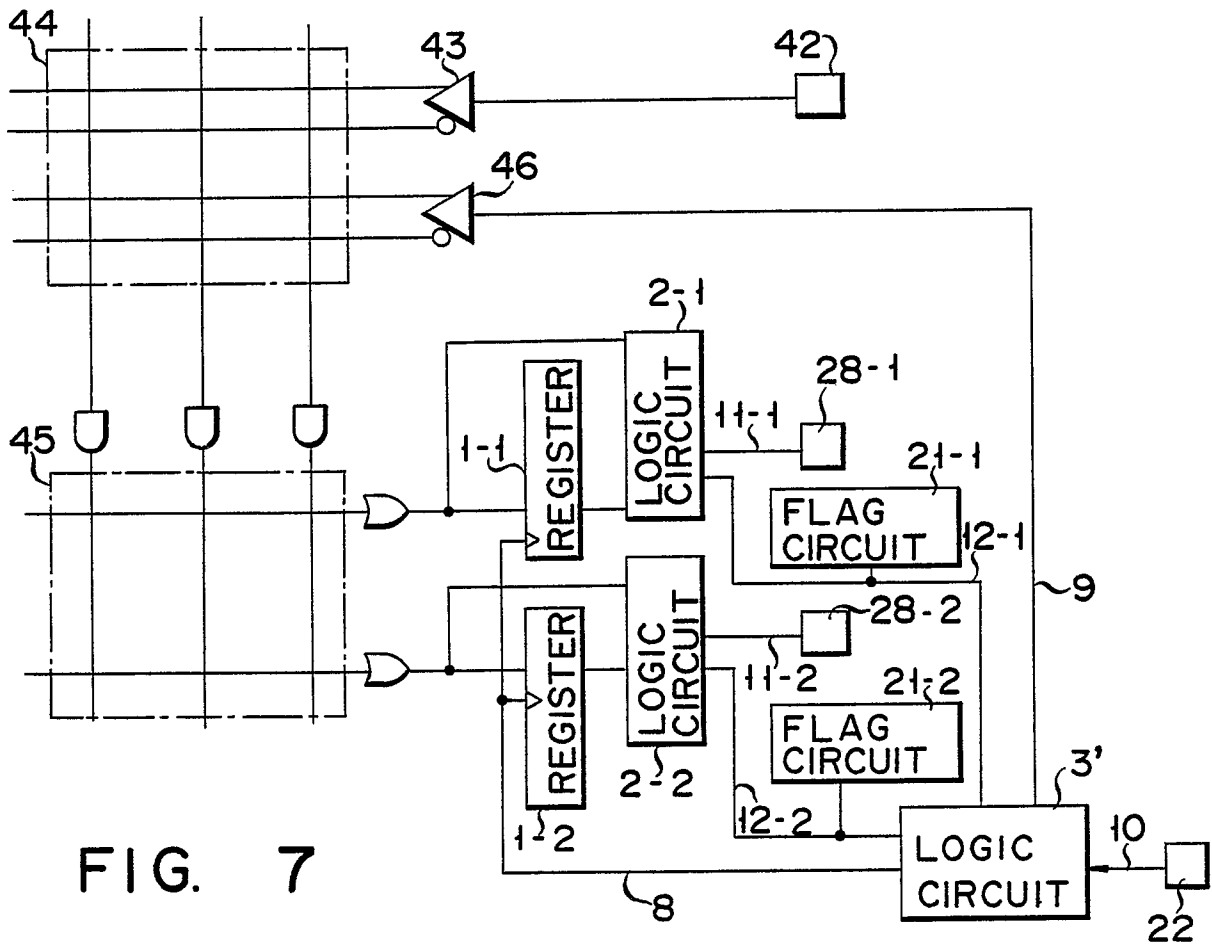 44
43
42
46
2-1
LOGIC
CIRCUIT
28-1
11-1
REGISTER
1-1
45
21-1
FLAG
CIRCUIT
12-1
9
28-2
11-2
LOGIC
CIRCUIT
REGISTER
21-2
FLAG
CIRCUIT
2-2
1-2
12-2
3'
LOGIC
CIRCUIT
10
22
8
FIG. 7